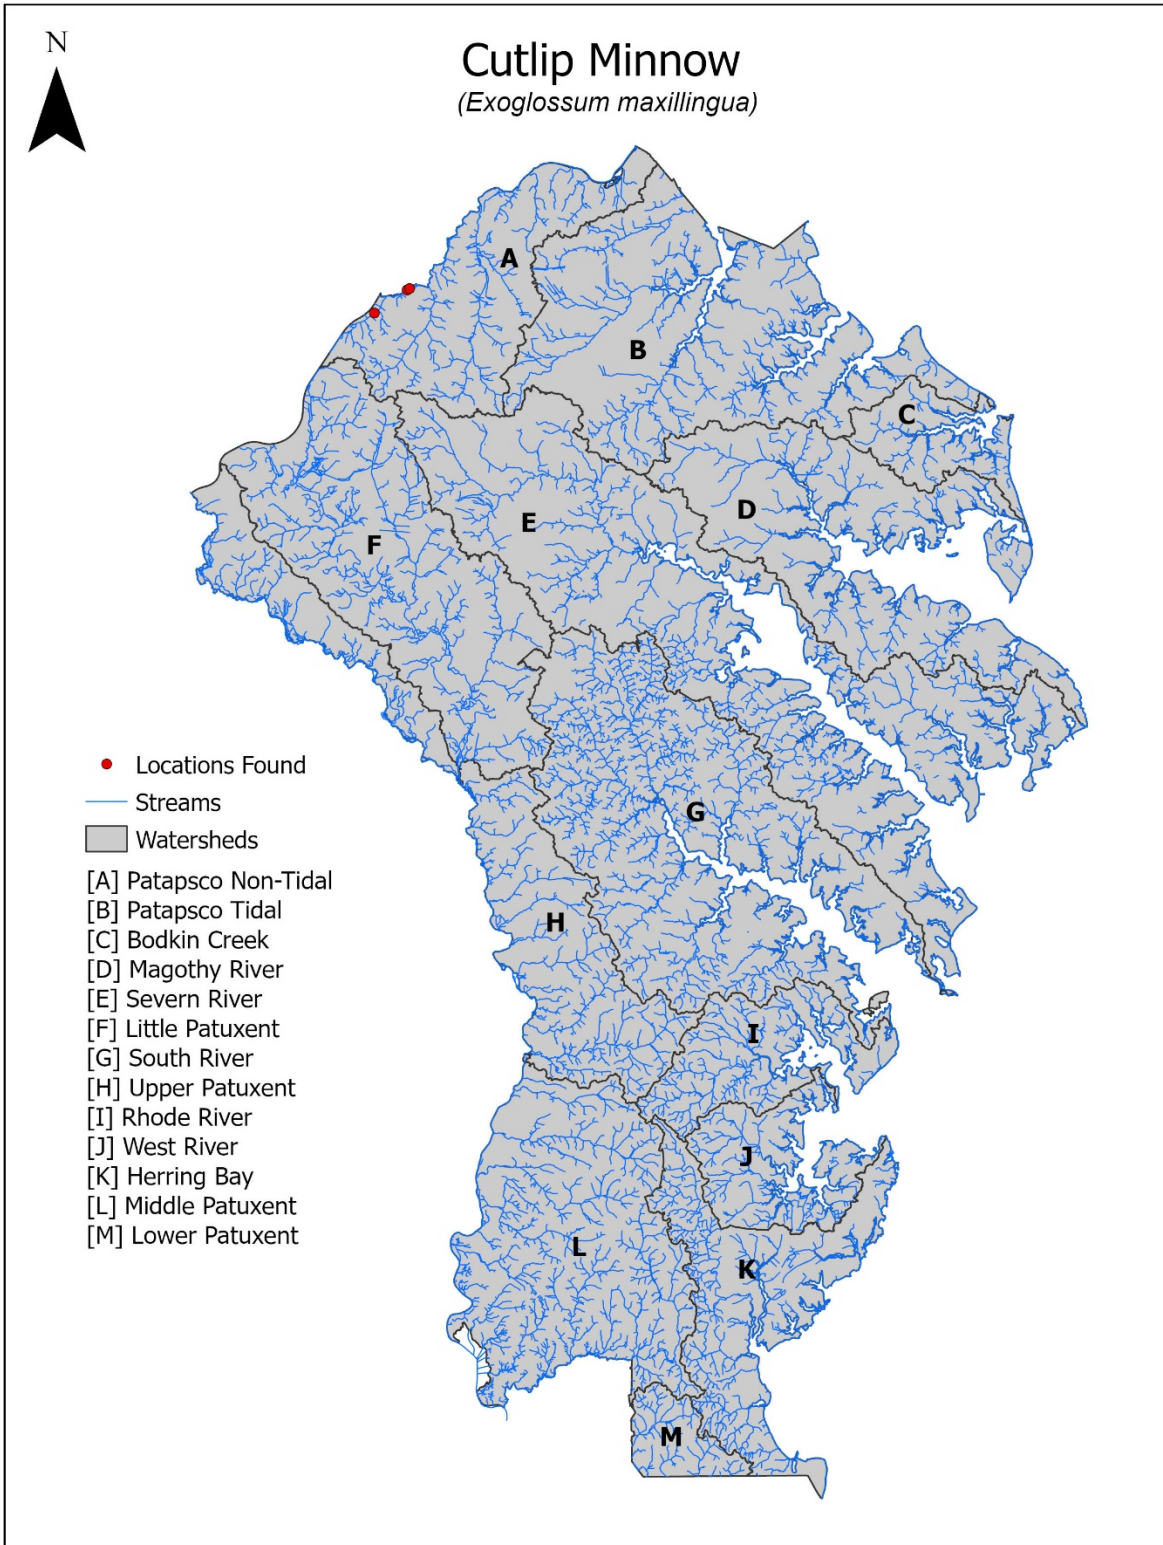 N
Cutlip Minnow
(Exoglossum maxillingua)
A
B
C
D
E
F
G
H
I
J
K
L
M
Locations Found
Streams
Watersheds
[A] Patapsco Non-Tidal
[B] Patapsco Tidal
[C] Bodkin Creek
[D] Magothy River
[E] Severn River
[F] Little Patuxent
[G] South River
[H] Upper Patuxent
[I] Rhode River
[J] West River
[K] Herring Bay
[L] Middle Patuxent
[M] Lower Patuxent